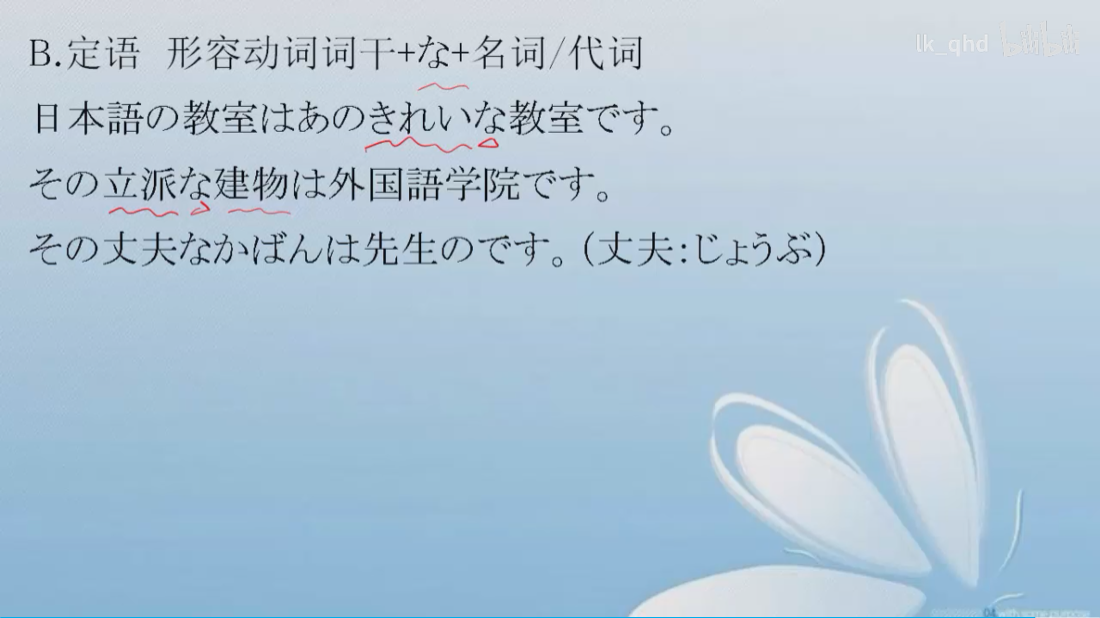 lk_qhd bilibili
B.定语 形容动词词干+な+名词/代词
日本語の教室はあのきれいな教室です。
その立派な建物は外国語学院です。
その丈夫なかばんは先生のです。(丈夫:じょうぶ)